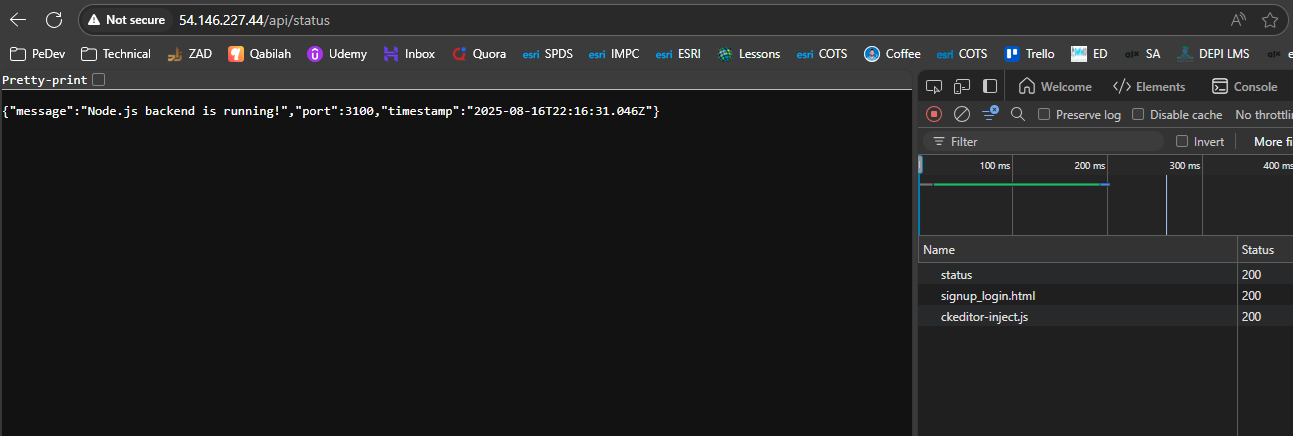 Not secure 54.146.227.44/api/status
PeDev Technical ZAD Qabilah Udemy Inbox Quora esri SPDS esri IMPC esri ESRI Lessons esri COTS Coffee esri COTS Trello ED SA DEPI LMS
Pretty-print
Welcome Elements Console
{"message":"Node.js backend is running!","port":3100,"timestamp":"2025-08-16T22:16:31.046Z"}
Preserve log Disable cache No throttli
Filter Invert More fi
100 ms 200 ms 300 ms 400 ms
Name Status
status 200
signup_login.html 200
ckeditor-inject.js 200